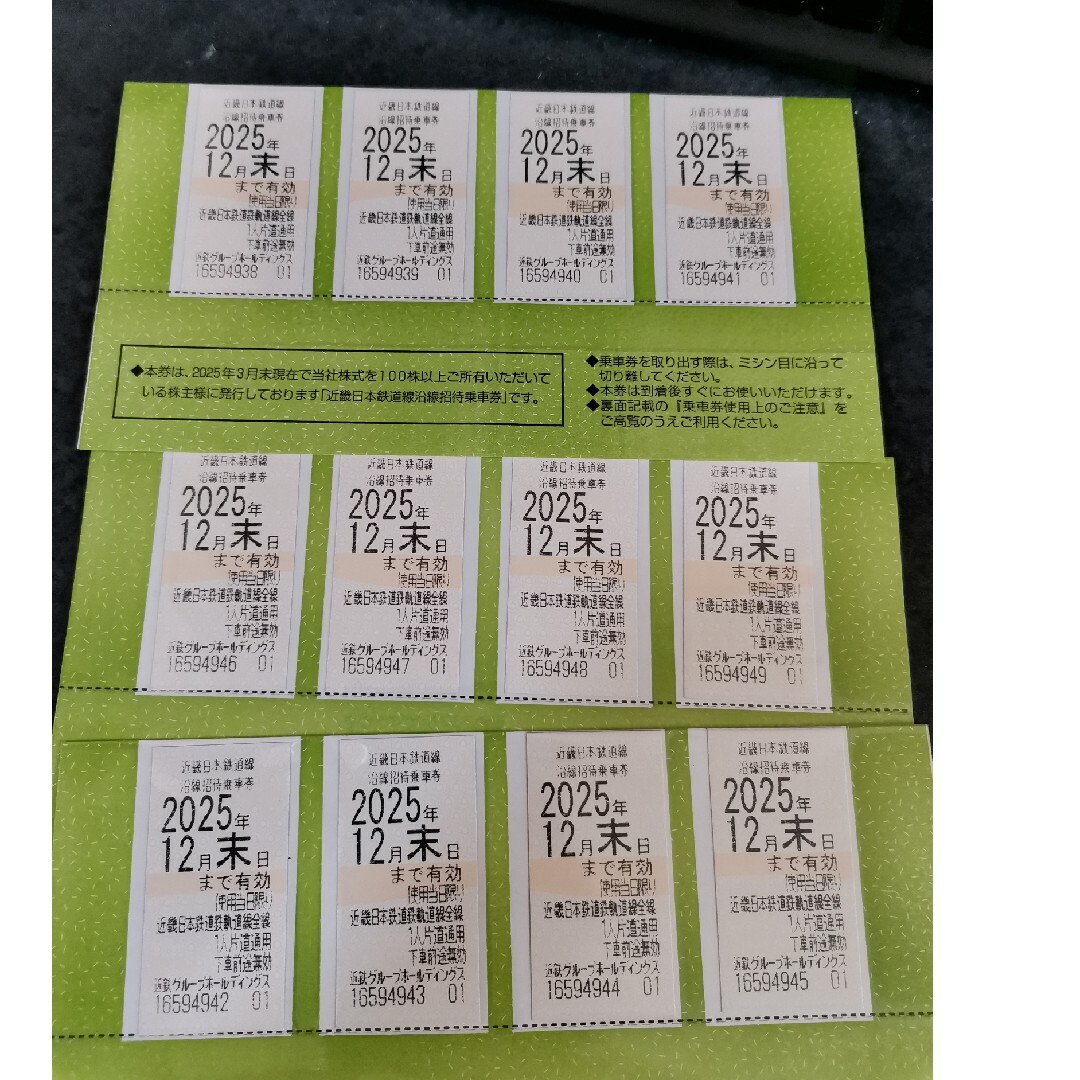 近畿日本鉄道線
沿線招待乗車券
2025年
12月末日
まで有効
(使用当日限り)
近畿日本鉄道鉄軌道線全線
1人片道通用
下車前途無効
近鉄グループホールディングス
16594938 01
近畿日本鉄道線
沿線招待乗車券
2025年
12月末日
まで有効
(使用当日限り)
近畿日本鉄道鉄軌道線全線
1人片道通用
下車前途無効
近鉄グループホールディングス
16594939 01
近畿日本鉄道線
沿線招待乗車券
2025年
12月末日
まで有効
(使用当日限り)
近畿日本鉄道鉄軌道線全線
1人片道通用
下車前途無効
近鉄グループホールディングス
16594940 01
近畿日本鉄道線
沿線招待乗車券
2025年
12月末日
まで有効
(使用当日限り)
近畿日本鉄道鉄軌道線全線
1人片道通用
下車前途無効
近鉄グループホールディングス
16594941 01
◆本券は、2025年3月末現在で当社株式を100株以上ご所有いただいて
いる株主様に発行しております「近畿日本鉄道線沿線招待乗車券」です。
◆乗車券を取り出す際は、ミシン目に沿って
切り離してください。
◆本券は到着後すぐにお使いいただけます。
◆裏面記載の『乗車券使用上のご注意』を
ご高覧のうえご利用ください。
近畿日本鉄道線
沿線招待乗車券
2025年
12月末日
まで有効
(使用当日限り)
近畿日本鉄道鉄軌道線全線
1人片道通用
下車前途無効
近鉄グループホールディングス
16594946 01
近畿日本鉄道線
沿線招待乗車券
2025年
12月末日
まで有効
(使用当日限り)
近畿日本鉄道鉄軌道線全線
1人片道通用
下車前途無効
近鉄グループホールディングス
16594947 01
近畿日本鉄道線
沿線招待乗車券
2025年
12月末日
まで有効
(使用当日限り)
近畿日本鉄道鉄軌道線全線
1人片道通用
下車前途無効
近鉄グループホールディングス
16594948 01
近畿日本鉄道線
沿線招待乗車券
2025年
12月末日
まで有効
(使用当日限り)
近畿日本鉄道鉄軌道線全線
1人片道通用
下車前途無効
近鉄グループホールディングス
16594949 01
近畿日本鉄道線
沿線招待乗車券
2025年
12月末日
まで有効
(使用当日限り)
近畿日本鉄道鉄軌道線全線
1人片道通用
下車前途無効
近鉄グループホールディングス
16594942 01
近畿日本鉄道線
沿線招待乗車券
2025年
12月末日
まで有効
(使用当日限り)
近畿日本鉄道鉄軌道線全線
1人片道通用
下車前途無効
近鉄グループホールディングス
16594943 01
近畿日本鉄道線
沿線招待乗車券
2025年
12月末日
まで有効
(使用当日限り)
近畿日本鉄道鉄軌道線全線
1人片道通用
下車前途無効
近鉄グループホールディングス
16594944 01
近畿日本鉄道線
沿線招待乗車券
2025年
12月末日
まで有効
(使用当日限り)
近畿日本鉄道鉄軌道線全線
1人片道通用
下車前途無効
近鉄グループホールディングス
16594945 01